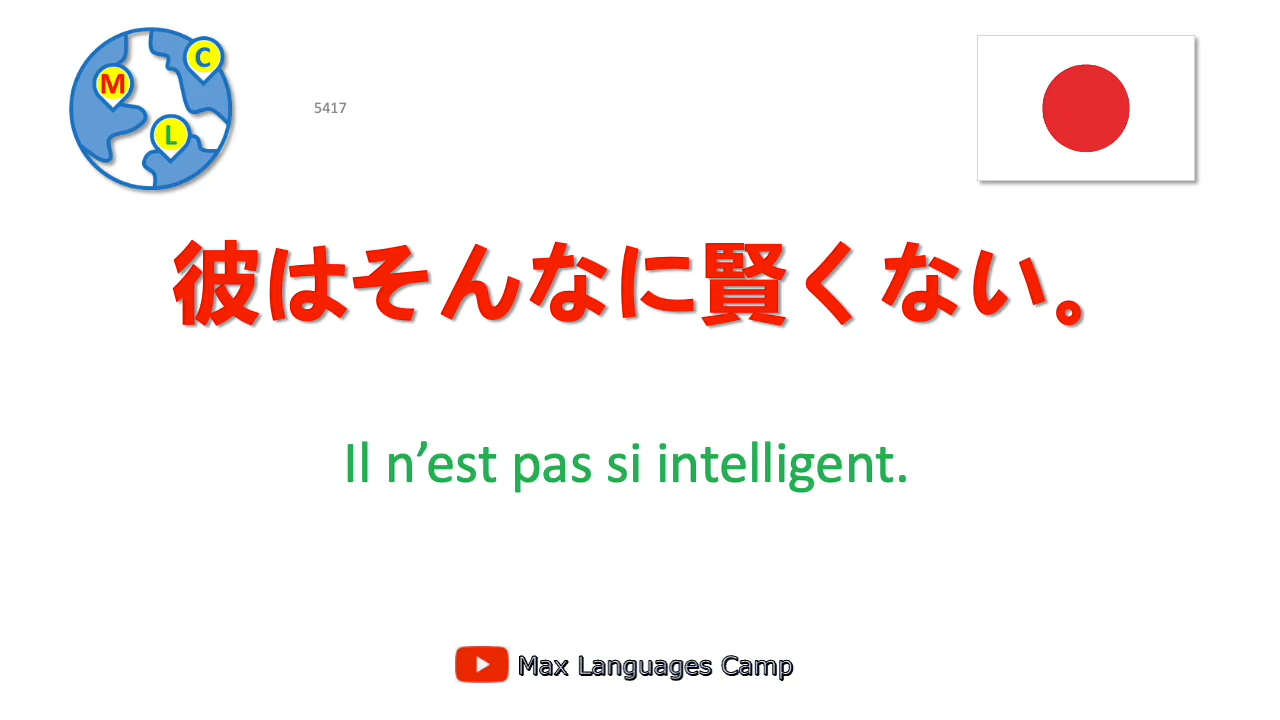 C
M
L
5417
彼はそんなに賢くない。
Il n’est pas si intelligent.
Max Languages Camp